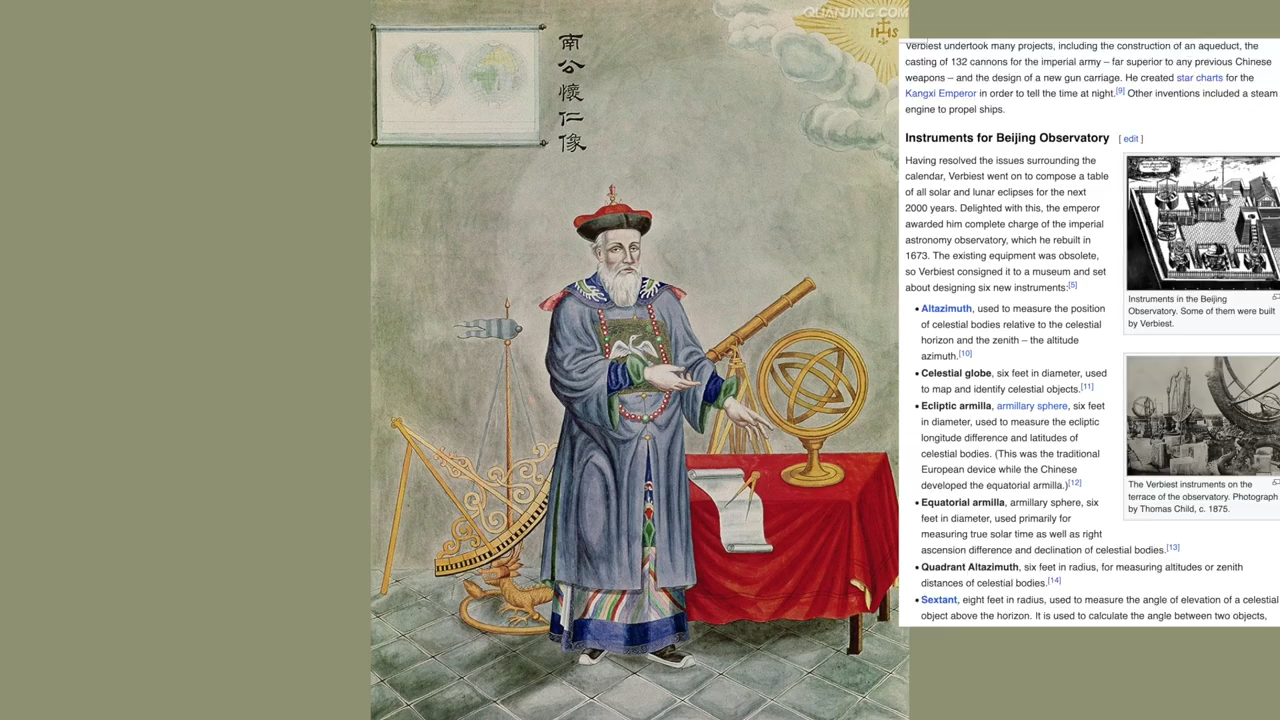 QUANJING.COM
IHS
南公懷仁像
Verbiest undertook many projects, including the construction of an aqueduct, the
casting of 132 cannons for the imperial army – far superior to any previous Chinese
weapons – and the design of a new gun carriage. He created star charts for the
Kangxi Emperor in order to tell the time at night.[9] Other inventions included a steam
engine to propel ships.
Instruments for Beijing Observatory [ edit ]
Having resolved the issues surrounding the
calendar, Verbiest went on to compose a table
of all solar and lunar eclipses for the next
2000 years. Delighted with this, the emperor
awarded him complete charge of the imperial
astronomy observatory, which he rebuilt in
1673. The existing equipment was obsolete,
so Verbiest consigned it to a museum and set
about designing six new instruments:[5]
• Altazimuth, used to measure the position
of celestial bodies relative to the celestial
horizon and the zenith – the altitude
azimuth.[10]
• Celestial globe, six feet in diameter, used
to map and identify celestial objects.[11]
• Ecliptic armilla, armillary sphere, six feet
in diameter, used to measure the ecliptic
longitude difference and latitudes of
celestial bodies. (This was the traditional
European device while the Chinese
developed the equatorial armilla.)[12]
• Equatorial armilla, armillary sphere, six
feet in diameter, used primarily for
measuring true solar time as well as right
ascension difference and declination of celestial bodies.[13]
• Quadrant Altazimuth, six feet in radius, for measuring altitudes or zenith
distances of celestial bodies.[14]
• Sextant, eight feet in radius, used to measure the angle of elevation of a celestial
object above the horizon. It is used to calculate the angle between two objects,
Instruments in the Beijing
Observatory. Some of them were built
by Verbiest.
The Verbiest instruments on the
terrace of the observatory. Photograph
by Thomas Child, c. 1875.